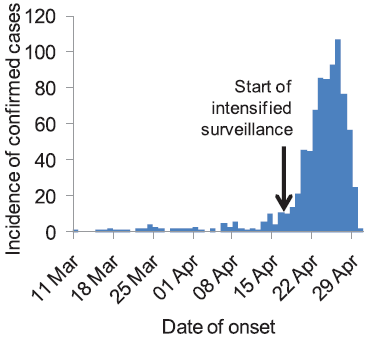 Incidence of confirmed cases
120
100
80
60
40
20
0
Start of
intensified
surveillance
11 Mar
18 Mar
25 Mar
01 Apr
08 Apr
15 Apr
22 Apr
29 Apr
Date of onset